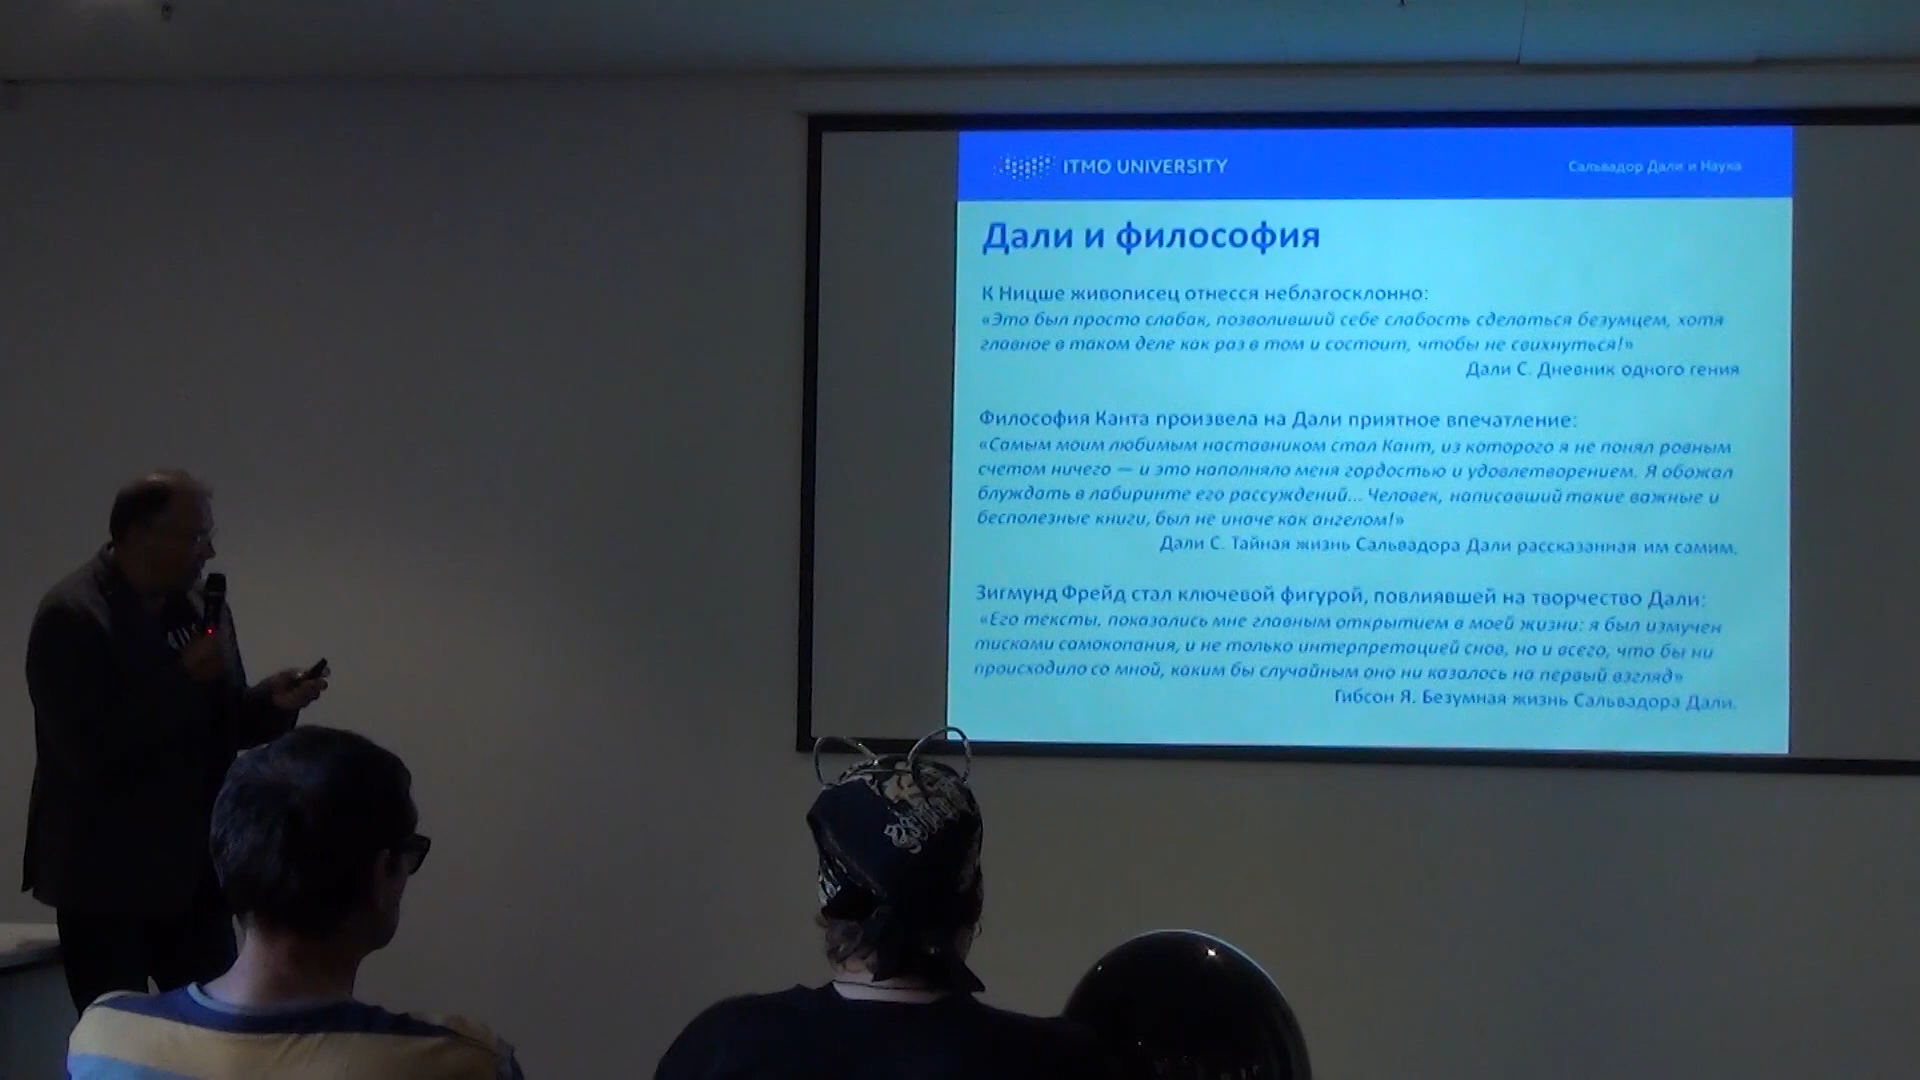 ITMO UNIVERSITY
Сальвадор Дали и Наука
Дали и философия
К Ницше живописец отнесся неблагосклонно:
«Это был просто слабак, позволивший себе слабость сделаться безумцем, хотя
главное в таком деле как раз в том и состоит, чтобы не свихнуться!»
Дали С. Дневник одного гения
Философия Канта произвела на Дали приятное впечатление:
«Самым моим любимым наставником стал Кант, из которого я не понял ровным
счетом ничего — и это наполняло меня гордостью и удовлетворением. Я обожал
блуждать в лабиринте его рассуждений... Человек, написавший такие важные и
бесполезные книги, был не иначе как ангелом!»
Дали С. Тайная жизнь Сальвадора Дали рассказанная им самим.
Зигмунд Фрейд стал ключевой фигурой, повлиявшей на творчество Дали:
«Его тексты, показались мне главным открытием в моей жизни: я был измучен
тисками самокопания, и не только интерпретацией снов, но и всего, что бы ни
происходило со мной, каким бы случайным оно ни казалось на первый взгляд»
Гибсон Я. Безумная жизнь Сальвадора Дали.